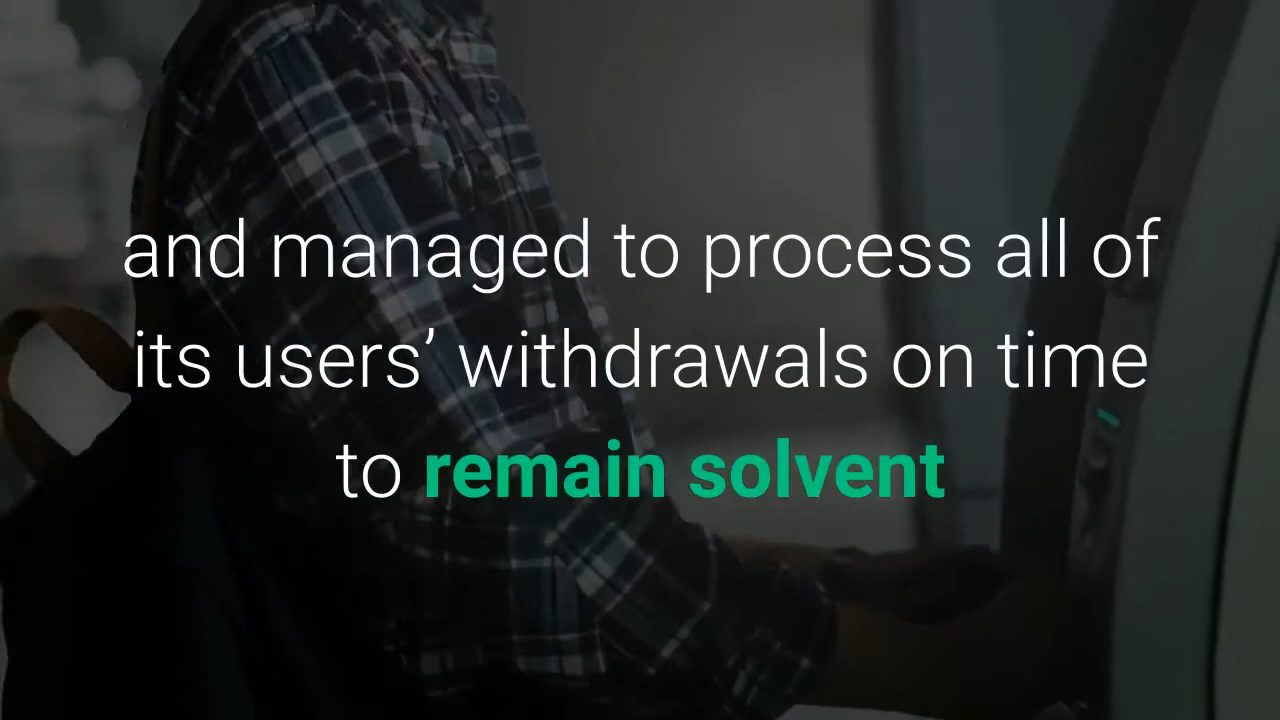 and managed to process all of
its users’ withdrawals on time
to remain solvent